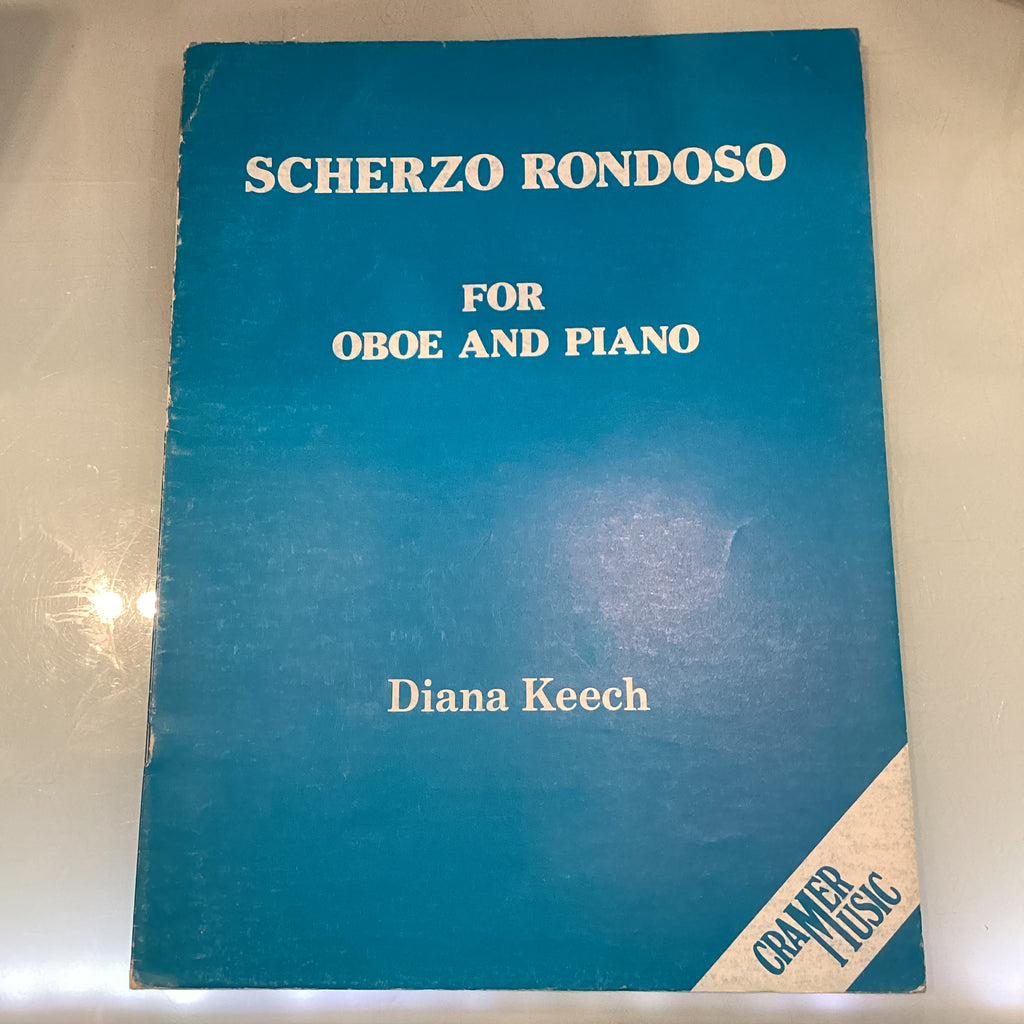 SCHERZO RONDOSO
FOR
OBOE AND PIANO
Diana Keech
CRAMER
MUSIC